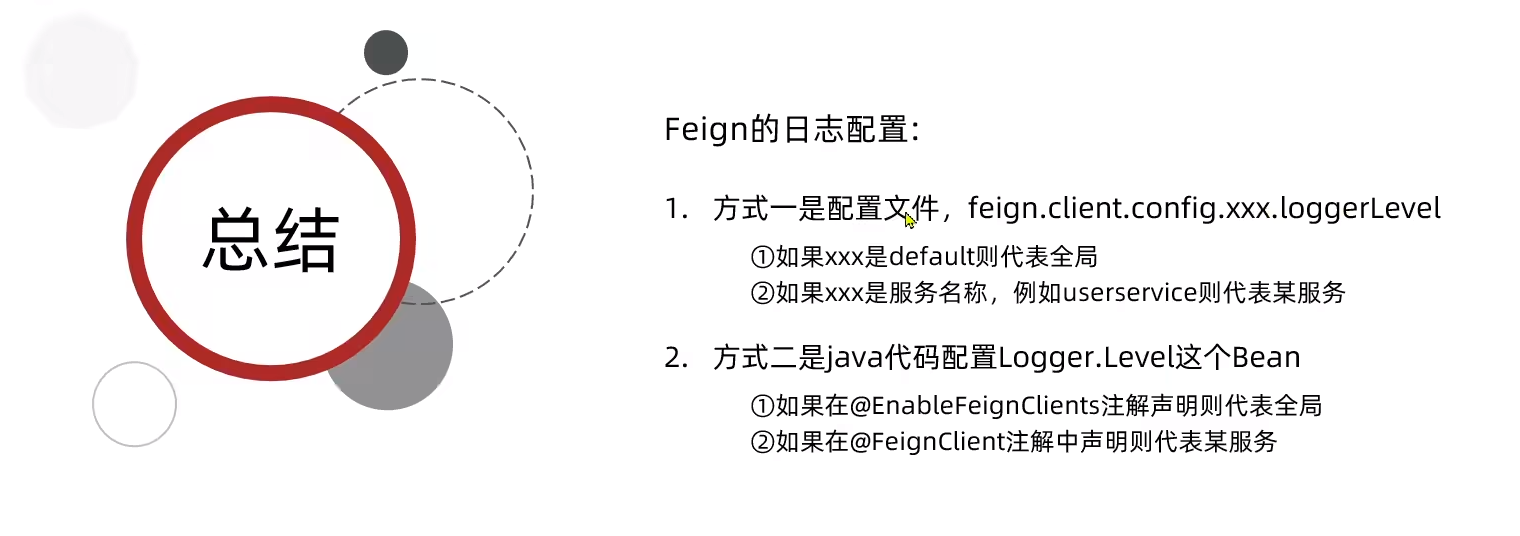 总结
Feign的日志配置:
1. 方式一是配置文件，feign.client.config.xxx.loggerLevel
①如果xxx是default则代表全局
②如果xxx是服务名称，例如userservice则代表某服务
2. 方式二是java代码配置Logger.Level这个Bean
①如果在@EnableFeignClients注解声明则代表全局
②如果在@FeignClient注解中声明则代表某服务